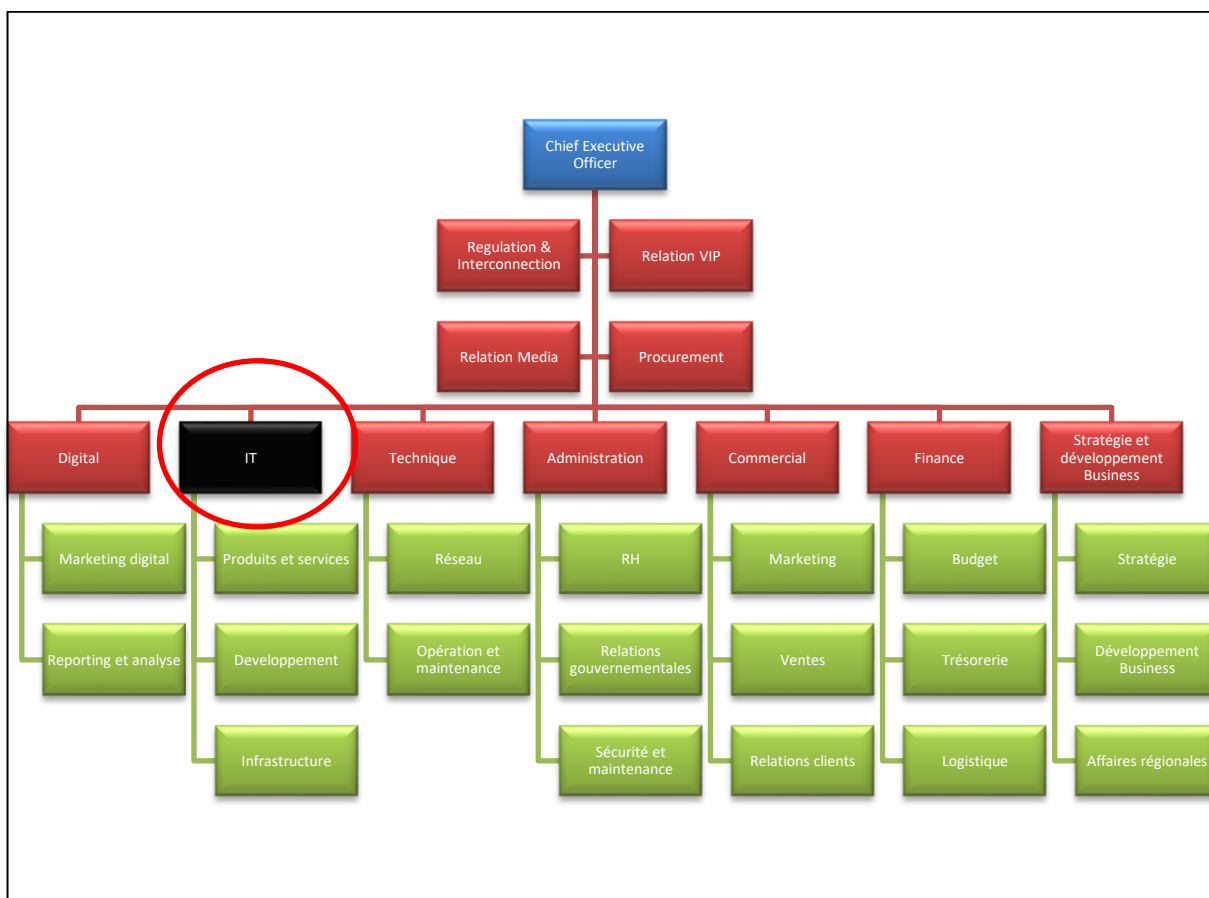 Chief Executive
Officer
Regulation &
Interconnection
Relation VIP
Relation Media
Procurement
Digital
IT
Technique
Administration
Commercial
Finance
Stratégie et
développement
Business
Marketing digital
Produits et services
Réseau
RH
Marketing
Budget
Stratégie
Reporting et analyse
Developpement
Opération et
maintenance
Relations
gouvernementales
Ventes
Trésorerie
Développement
Business
Infrastructure
Sécurité et
maintenance
Relations clients
Logistique
Affaires régionales